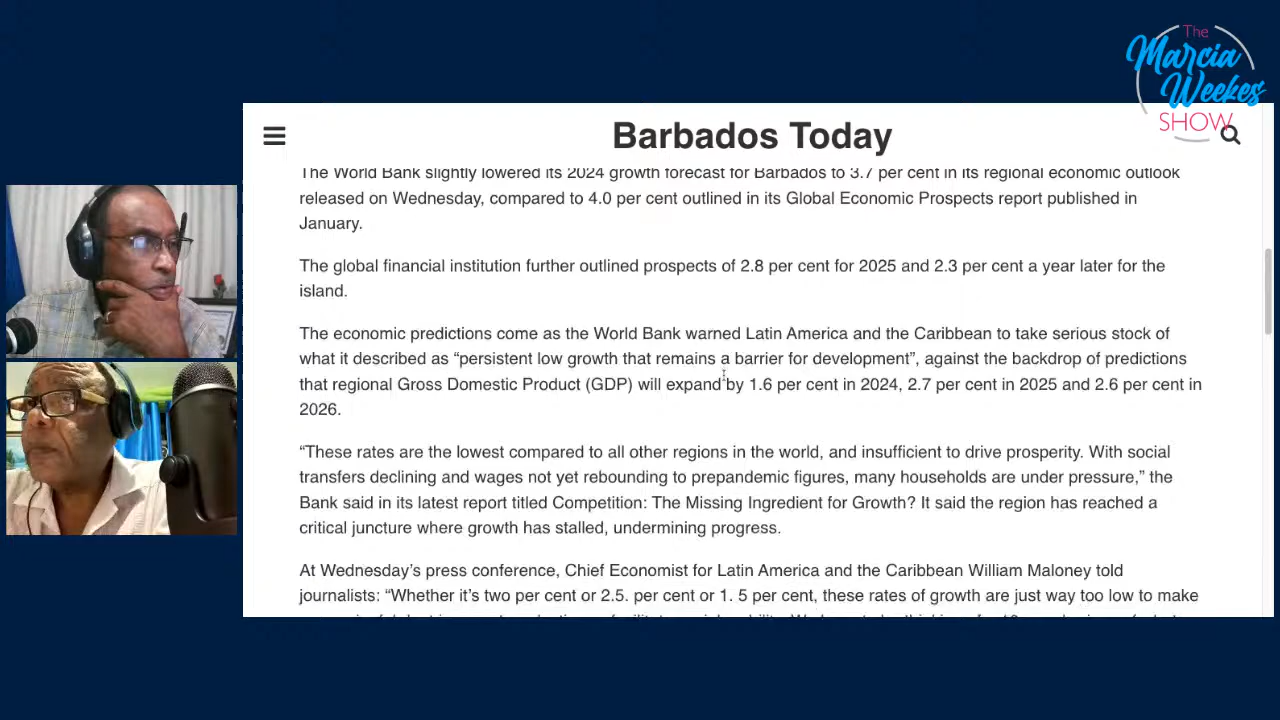 The
Marcia
Weekes
SHOW
Barbados Today
The World Bank slightly lowered its 2024 growth forecast for Barbados to 3.7 per cent in its regional economic outlook
released on Wednesday, compared to 4.0 per cent outlined in its Global Economic Prospects report published in
January.
The global financial institution further outlined prospects of 2.8 per cent for 2025 and 2.3 per cent a year later for the
island.
The economic predictions come as the World Bank warned Latin America and the Caribbean to take serious stock of
what it described as “persistent low growth that remains a barrier for development”, against the backdrop of predictions
that regional Gross Domestic Product (GDP) will expand by 1.6 per cent in 2024, 2.7 per cent in 2025 and 2.6 per cent in
2026.
“These rates are the lowest compared to all other regions in the world, and insufficient to drive prosperity. With social
transfers declining and wages not yet rebounding to prepandemic figures, many households are under pressure,” the
Bank said in its latest report titled Competition: The Missing Ingredient for Growth? It said the region has reached a
critical juncture where growth has stalled, undermining progress.
At Wednesday’s press conference, Chief Economist for Latin America and the Caribbean William Maloney told
journalists: “Whether it’s two per cent or 2.5. per cent or 1. 5 per cent, these rates of growth are just way too low to make